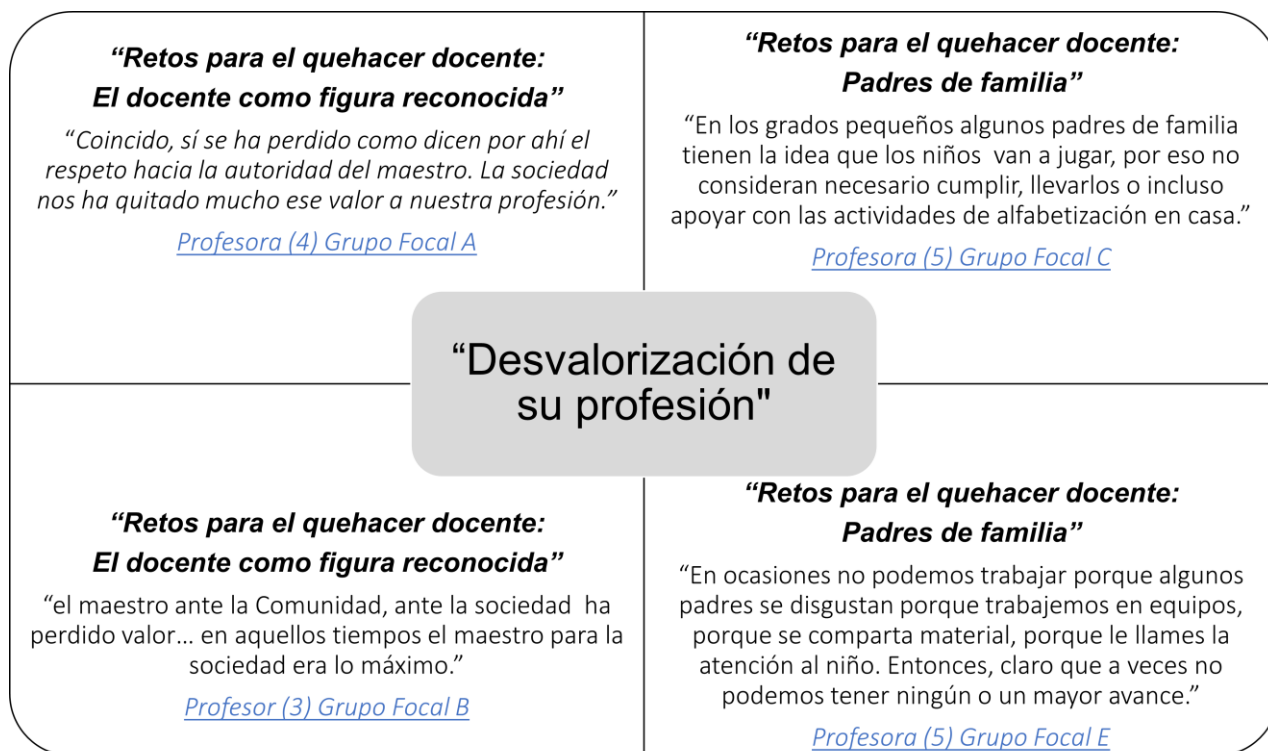 “Retos para el quehacer docente:
El docente como figura reconocida”
“Coincido, sí se ha perdido como dicen por ahí el
respeto hacia la autoridad del maestro. La sociedad
nos ha quitado mucho ese valor a nuestra profesión.”
Profesora (4) Grupo Focal A
“Retos para el quehacer docente:
Padres de familia”
“En los grados pequeños algunos padres de familia
tienen la idea que los niños van a jugar, por eso no
consideran necesario cumplir, llevarlos o incluso
apoyar con las actividades de alfabetización en casa.”
Profesora (5) Grupo Focal C
“Desvalorización de
su profesión"
“Retos para el quehacer docente:
El docente como figura reconocida”
“el maestro ante la Comunidad, ante la sociedad ha
perdido valor... en aquellos tiempos el maestro para la
sociedad era lo máximo.”
Profesor (3) Grupo Focal B
“Retos para el quehacer docente:
Padres de familia”
“En ocasiones no podemos trabajar porque algunos
padres se disgustan porque trabajemos en equipos,
porque se comparta material, porque le llames la
atención al niño. Entonces, claro que a veces no
podemos tener ningún o un mayor avance.”
Profesora (5) Grupo Focal E